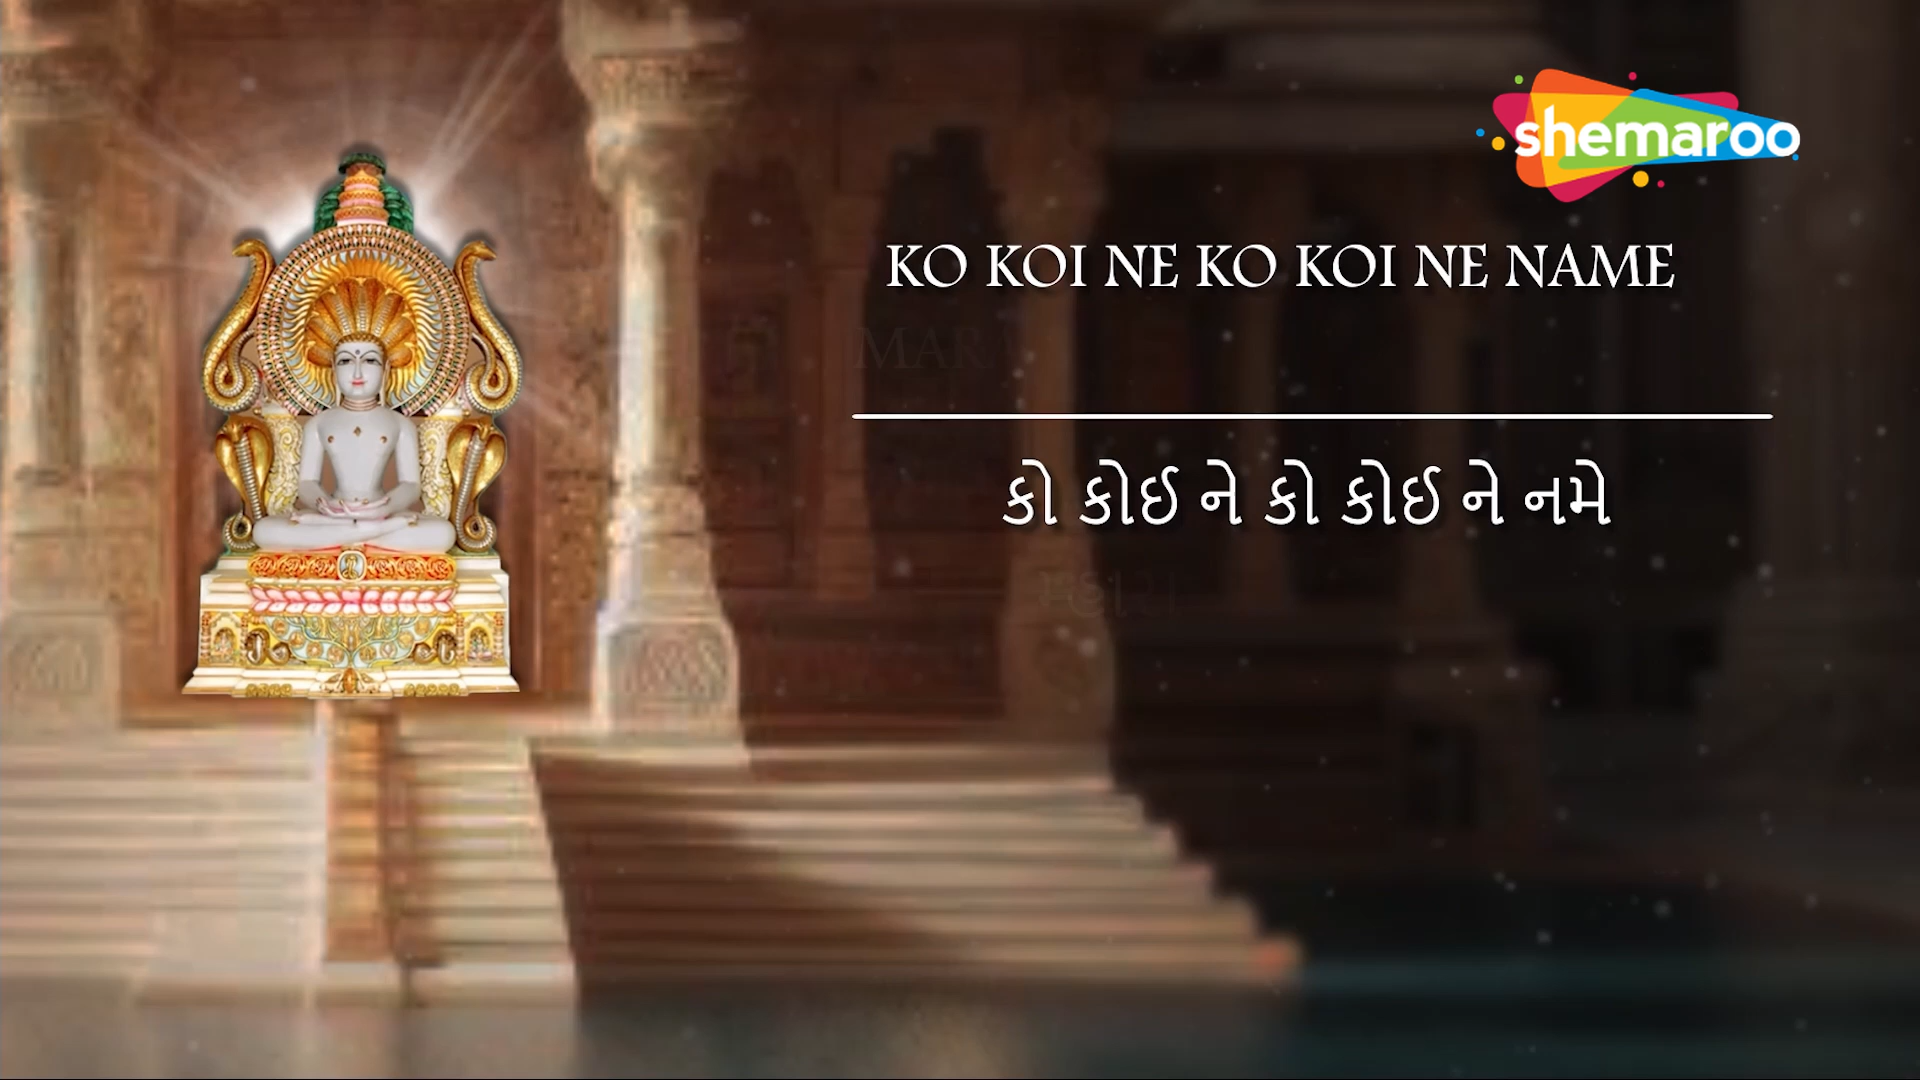 shemaroo
KO KOI NE KO KOI NE NAME
કો કોઈ ને કો કોઈ ને નમે